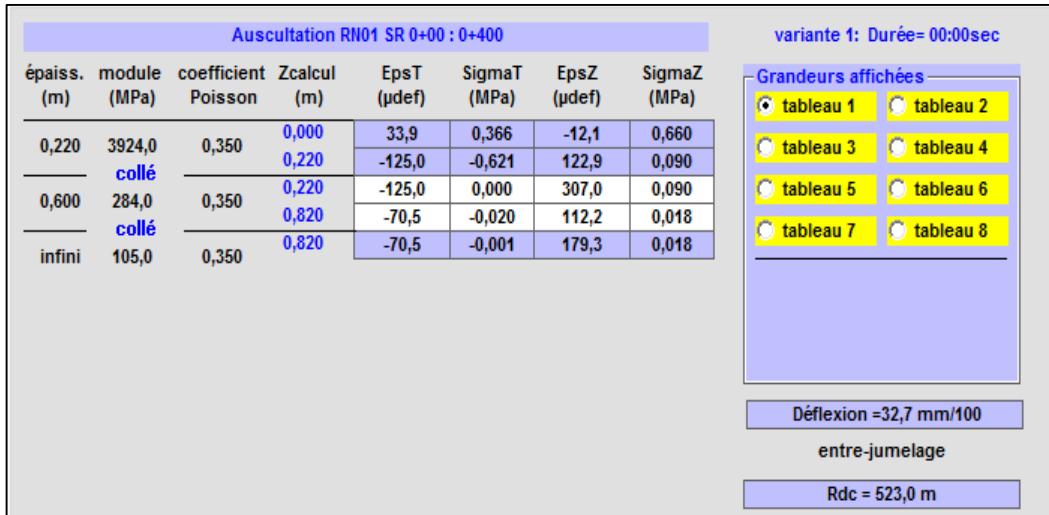 Auscultation RN01 SR 0+00 : 0+400
variante 1: Durée= 00:00sec
épaiss. module coefficient Zcalcul EpsT SigmaT EpsZ SigmaZ
(m) (MPa) Poisson (m) (µdef) (MPa) (µdef) (MPa)
0,000 33,9 0,366 -12,1 0,660
0,220 3924,0 0,350
collé 0,220 -125,0 -0,621 122,9 0,090
0,220 -125,0 0,000 307,0 0,090
0,600 284,0 0,350
collé 0,820 -70,5 -0,020 112,2 0,018
0,820 -70,5 -0,001 179,3 0,018
infini 105,0 0,350
Grandeurs affichées
tableau 1 tableau 2
tableau 3 tableau 4
tableau 5 tableau 6
tableau 7 tableau 8
Déflexion =32,7 mm/100
entre-jumelage
Rdc = 523,0 m